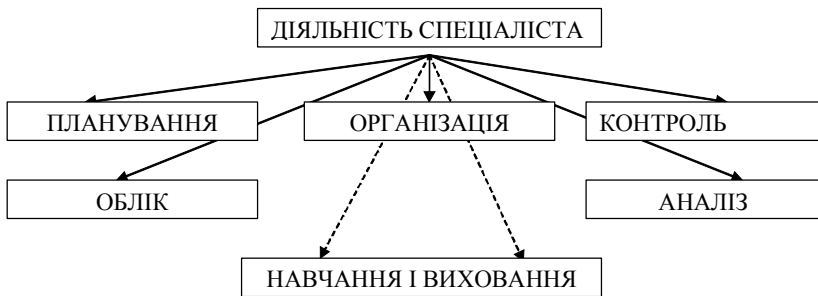 ДІЯЛЬНІСТЬ СПЕЦІАЛІСТА
ПЛАНУВАННЯ
ОРГАНІЗАЦІЯ
КОНТРОЛЬ
ОБЛІК
АНАЛІЗ
НАВЧАННЯ І ВИХОВАННЯ